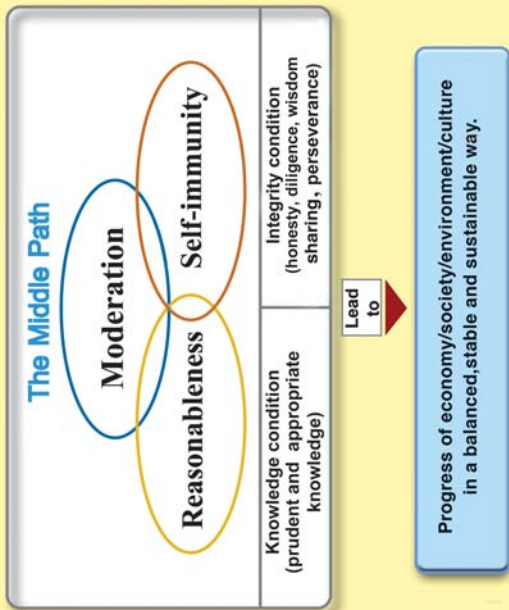 The Middle Path
Moderation
Reasonableness
Self-immunity
Knowledge condition
(prudent and appropriate
knowledge)
Integrity condition
(honesty, diligence, wisdom
sharing, perseverance)
Lead
to
Progress of economy/society/environment/culture
in a balanced,stable and sustainable way.